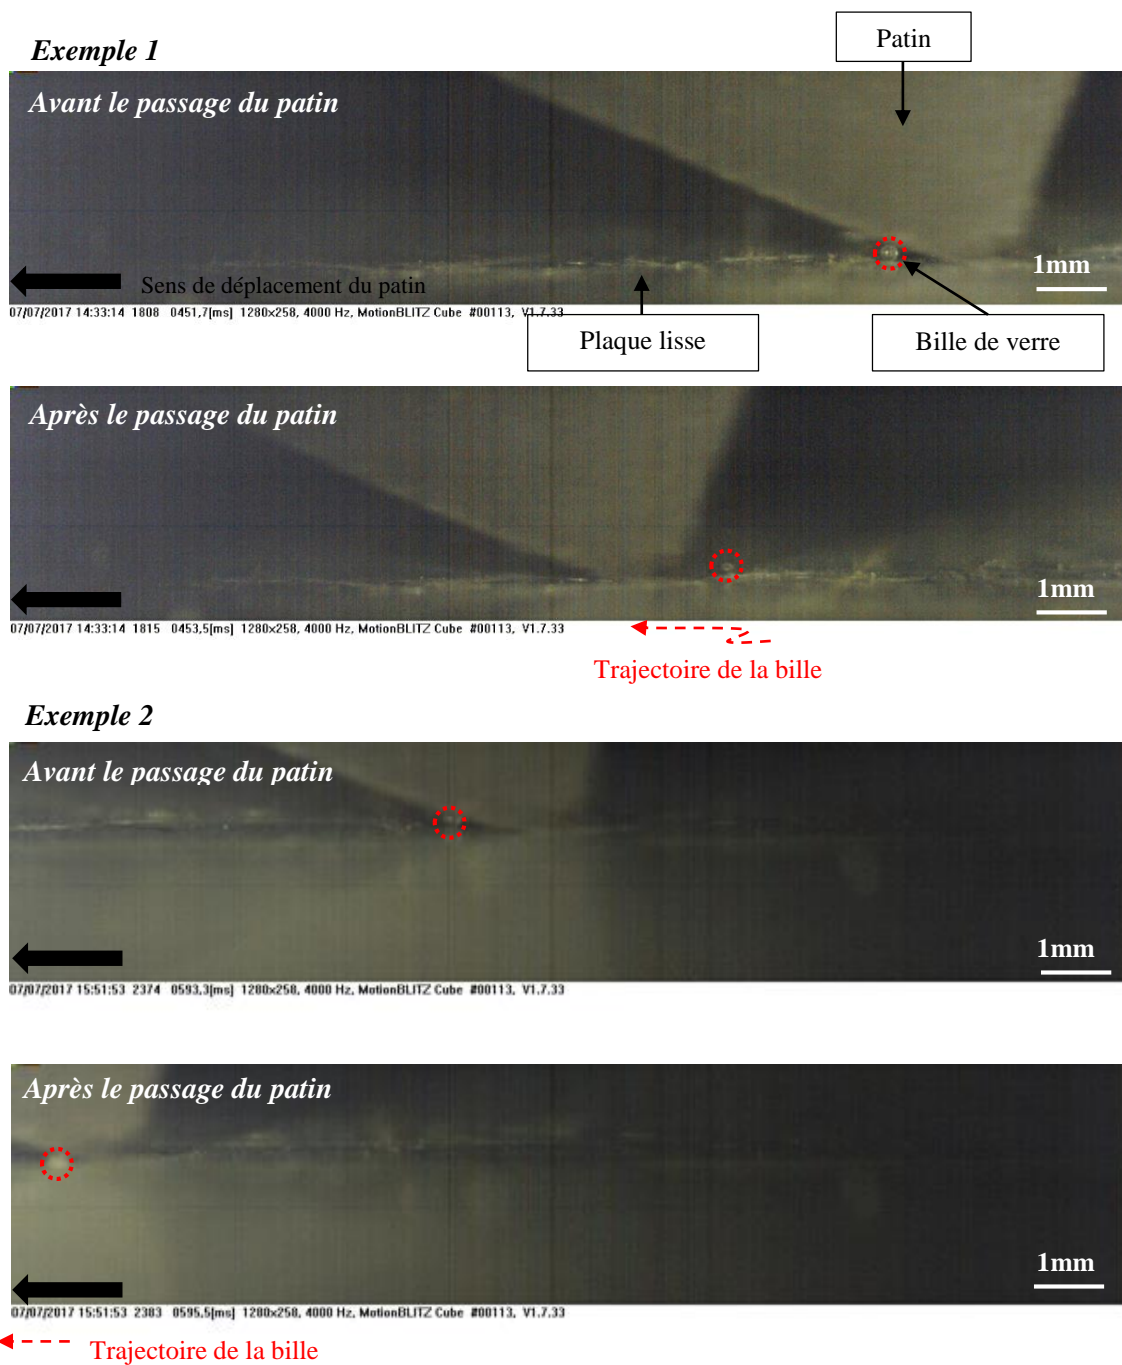 Exemple 1
Patin
Avant le passage du patin
1mm
Sens de déplacement du patin
07/07/2017 14:33:14 1808 0451,7[ms] 1280x258, 4000 Hz, MotionBLITZ Cube #00113, V1.7.33
Plaque lisse
Bille de verre
Après le passage du patin
1mm
07/07/2017 14:33:14 1815 0453,5[ms] 1280x258, 4000 Hz, MotionBLITZ Cube #00113, V1.7.33
Trajectoire de la bille
Exemple 2
Avant le passage du patin
1mm
07/07/2017 15:51:53 2374 0593,3[ms] 1280x258, 4000 Hz, MotionBLITZ Cube #00113, V1.7.33
Après le passage du patin
1mm
07/07/2017 15:51:53 2383 0595,5[ms] 1280x258, 4000 Hz, MotionBLITZ Cube #00113, V1.7.33
Trajectoire de la bille